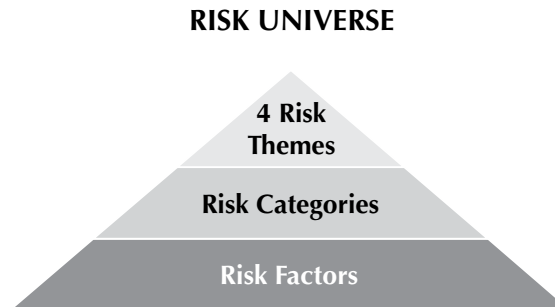 RISK UNIVERSE
4 Risk
Themes
Risk Categories
Risk Factors